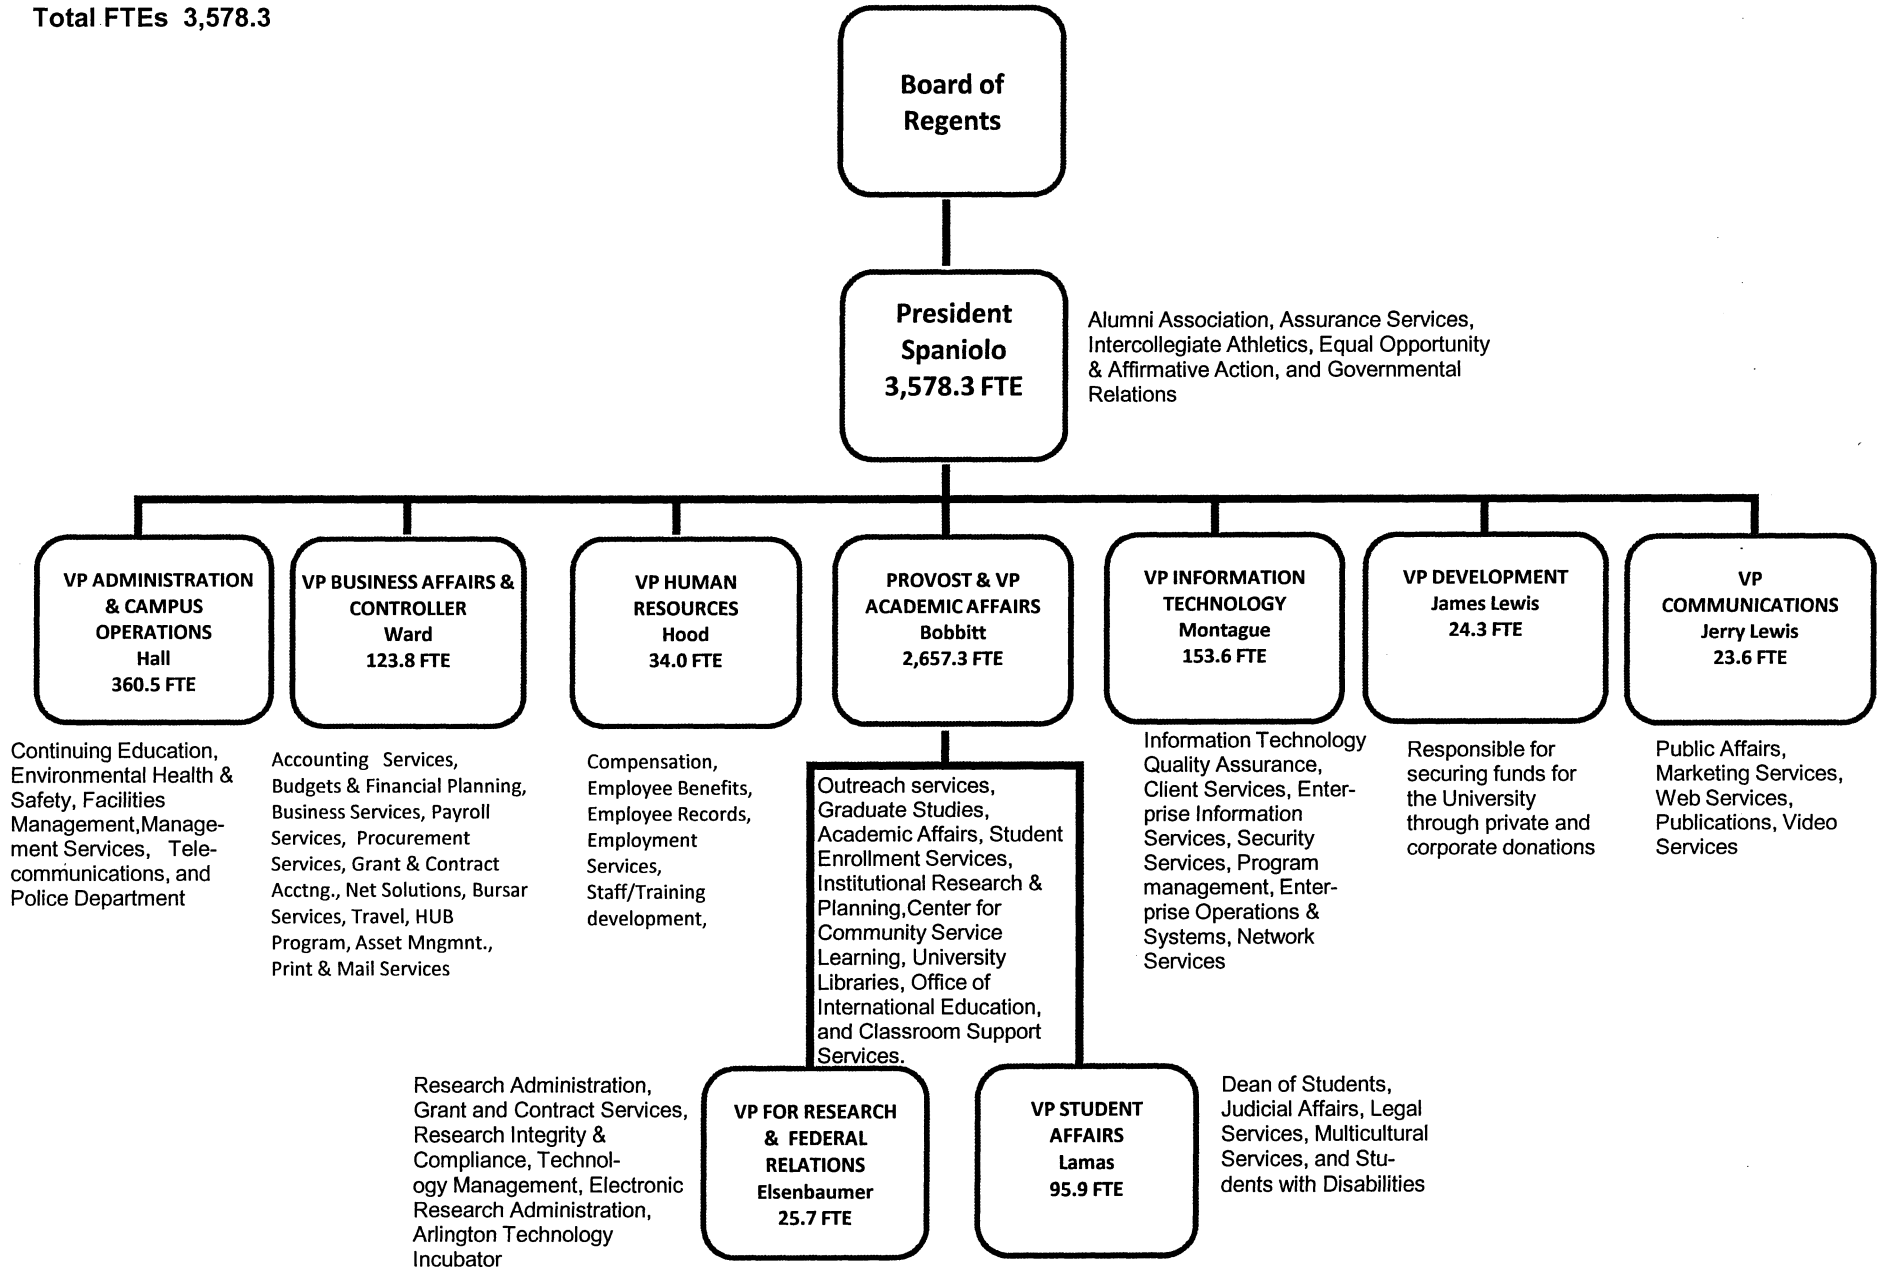 Total FTEs 3,578.3
Board of
Regents
President
Spaniolo
3,578.3 FTE
Alumni Association, Assurance Services,
Intercollegiate Athletics, Equal Opportunity
& Affirmative Action, and Governmental
Relations
VP ADMINISTRATION
& CAMPUS
OPERATIONS
Hall
360.5 FTE
VP BUSINESS AFFAIRS &
CONTROLLER
Ward
123.8 FTE
VP HUMAN
RESOURCES
Hood
34.0 FTE
PROVOST & VP
ACADEMIC AFFAIRS
Bobbitt
2,657.3 FTE
VP INFORMATION
TECHNOLOGY
Montague
153.6 FTE
VP DEVELOPMENT
James Lewis
24.3 FTE
VP
COMMUNICATIONS
Jerry Lewis
23.6 FTE
Continuing Education,
Environmental Health &
Safety, Facilities
Management,Manage-
ment Services, Tele-
communications, and
Police Department
Accounting Services,
Budgets & Financial Planning,
Business Services, Payroll
Services, Procurement
Services, Grant & Contract
Acctng., Net Solutions, Bursar
Services, Travel, HUB
Program, Asset Mngmnt.,
Print & Mail Services
Compensation,
Employee Benefits,
Employee Records,
Employment
Services,
Staff/Training
development,
Outreach services,
Graduate Studies,
Academic Affairs, Student
Enrollment Services,
Institutional Research &
Planning,Center for
Community Service
Learning, University
Libraries, Office of
International Education,
and Classroom Support
Services.
Information Technology
Quality Assurance,
Client Services, Enter-
prise Information
Services, Security
Services, Program
management, Enter-
prise Operations &
Systems, Network
Services
Responsible for
securing funds for
the University
through private and
corporate donations
Public Affairs,
Marketing Services,
Web Services,
Publications, Video
Services
Research Administration,
Grant and Contract Services,
Research Integrity &
Compliance, Technol-
ogy Management, Electronic
Research Administration,
Arlington Technology
Incubator
VP FOR RESEARCH
& FEDERAL
RELATIONS
Elsenbaumer
25.7 FTE
VP STUDENT
AFFAIRS
Lamas
95.9 FTE
Dean of Students,
Judicial Affairs, Legal
Services, Multicultural
Services, and Stu-
dents with Disabilities